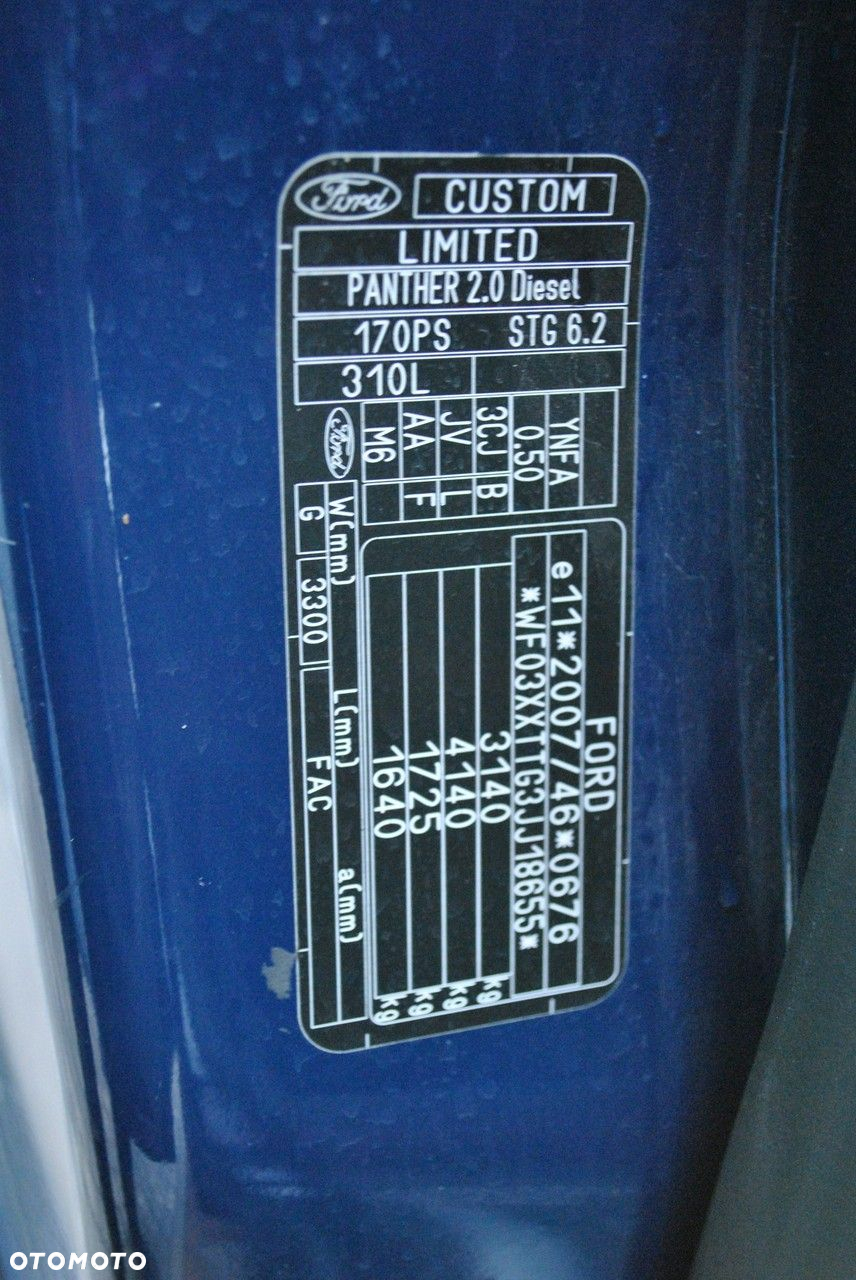 Ford CUSTOM
LIMITED
PANTHER 2.0 Diesel
170PS STG 6.2
310L
YNFA
0.50
3CJ B
JV L
AA F
M6
Ford
FORD
e11*2007/46*0676
*WF03XXTTG3JJ18655*
3140 kg
4140 kg
1725 kg
1640 kg
W(mm) L(mm) a(mm)
G 3300 FAC
OTOMOTO